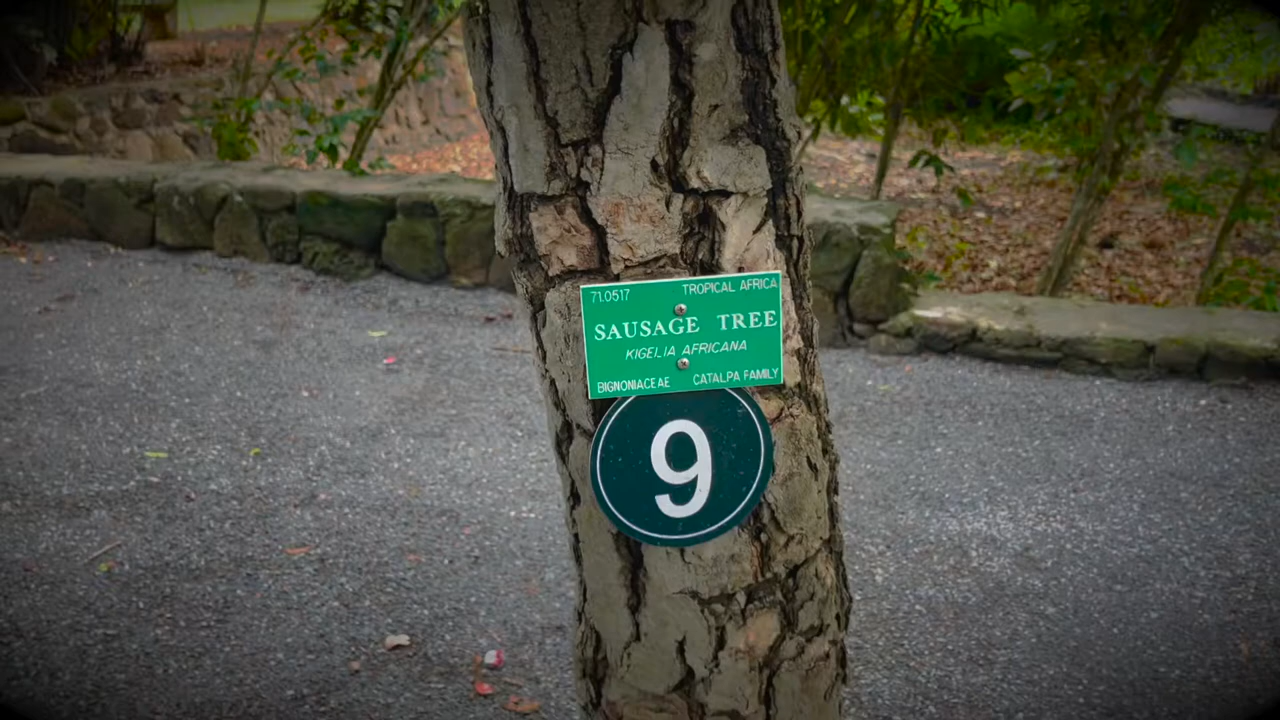 71.0517 TROPICAL AFRICA
SAUSAGE TREE
KIGELIA AFRICANA
BIGNONIACEAE CATALPA FAMILY
9